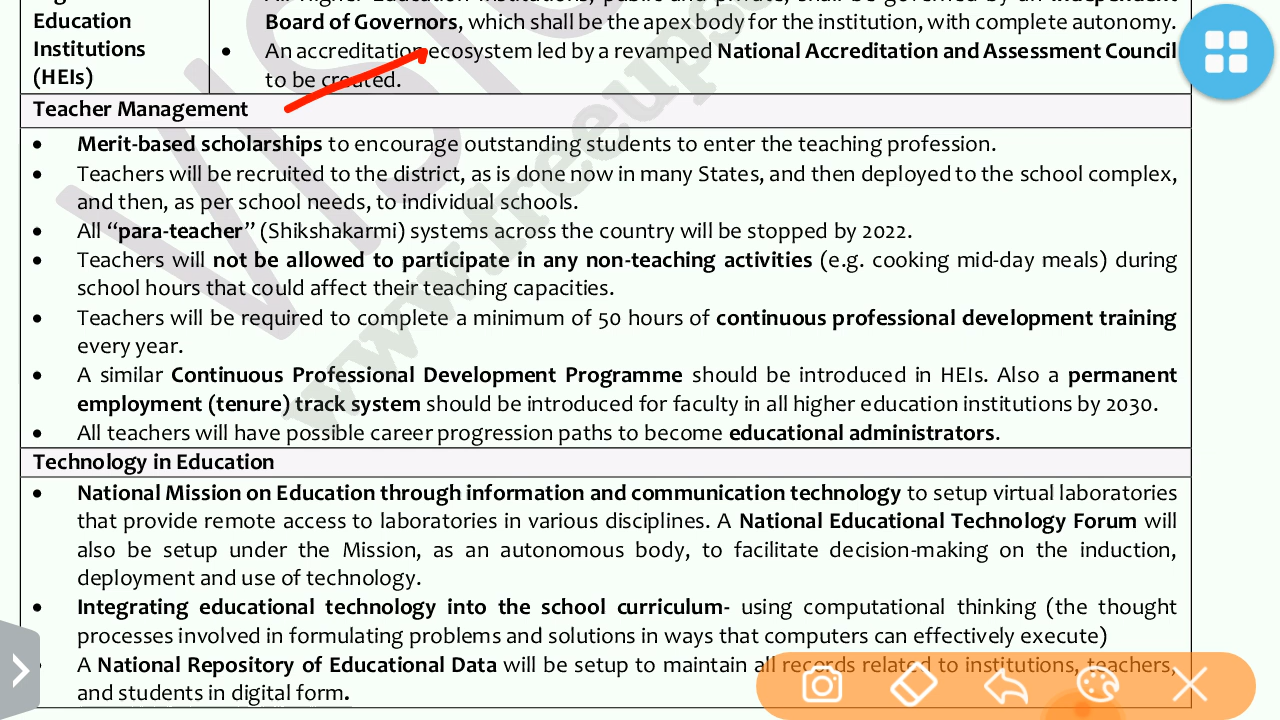 Education
Institutions
(HEIs)
All Higher Education Institutions, public and private, shall be governed by an Independent
Board of Governors, which shall be the apex body for the institution, with complete autonomy.
• An accreditation ecosystem led by a revamped National Accreditation and Assessment Council
to be created.
Teacher Management
• Merit-based scholarships to encourage outstanding students to enter the teaching profession.
• Teachers will be recruited to the district, as is done now in many States, and then deployed to the school complex,
and then, as per school needs, to individual schools.
• All “para-teacher” (Shikshakarmi) systems across the country will be stopped by 2022.
• Teachers will not be allowed to participate in any non-teaching activities (e.g. cooking mid-day meals) during
school hours that could affect their teaching capacities.
• Teachers will be required to complete a minimum of 50 hours of continuous professional development training
every year.
• A similar Continuous Professional Development Programme should be introduced in HEIs. Also a permanent
employment (tenure) track system should be introduced for faculty in all higher education institutions by 2030.
• All teachers will have possible career progression paths to become educational administrators.
Technology in Education
• National Mission on Education through information and communication technology to setup virtual laboratories
that provide remote access to laboratories in various disciplines. A National Educational Technology Forum will
also be setup under the Mission, as an autonomous body, to facilitate decision-making on the induction,
deployment and use of technology.
• Integrating educational technology into the school curriculum- using computational thinking (the thought
processes involved in formulating problems and solutions in ways that computers can effectively execute)
• A National Repository of Educational Data will be setup to maintain all records related to institutions, teachers,
and students in digital form.